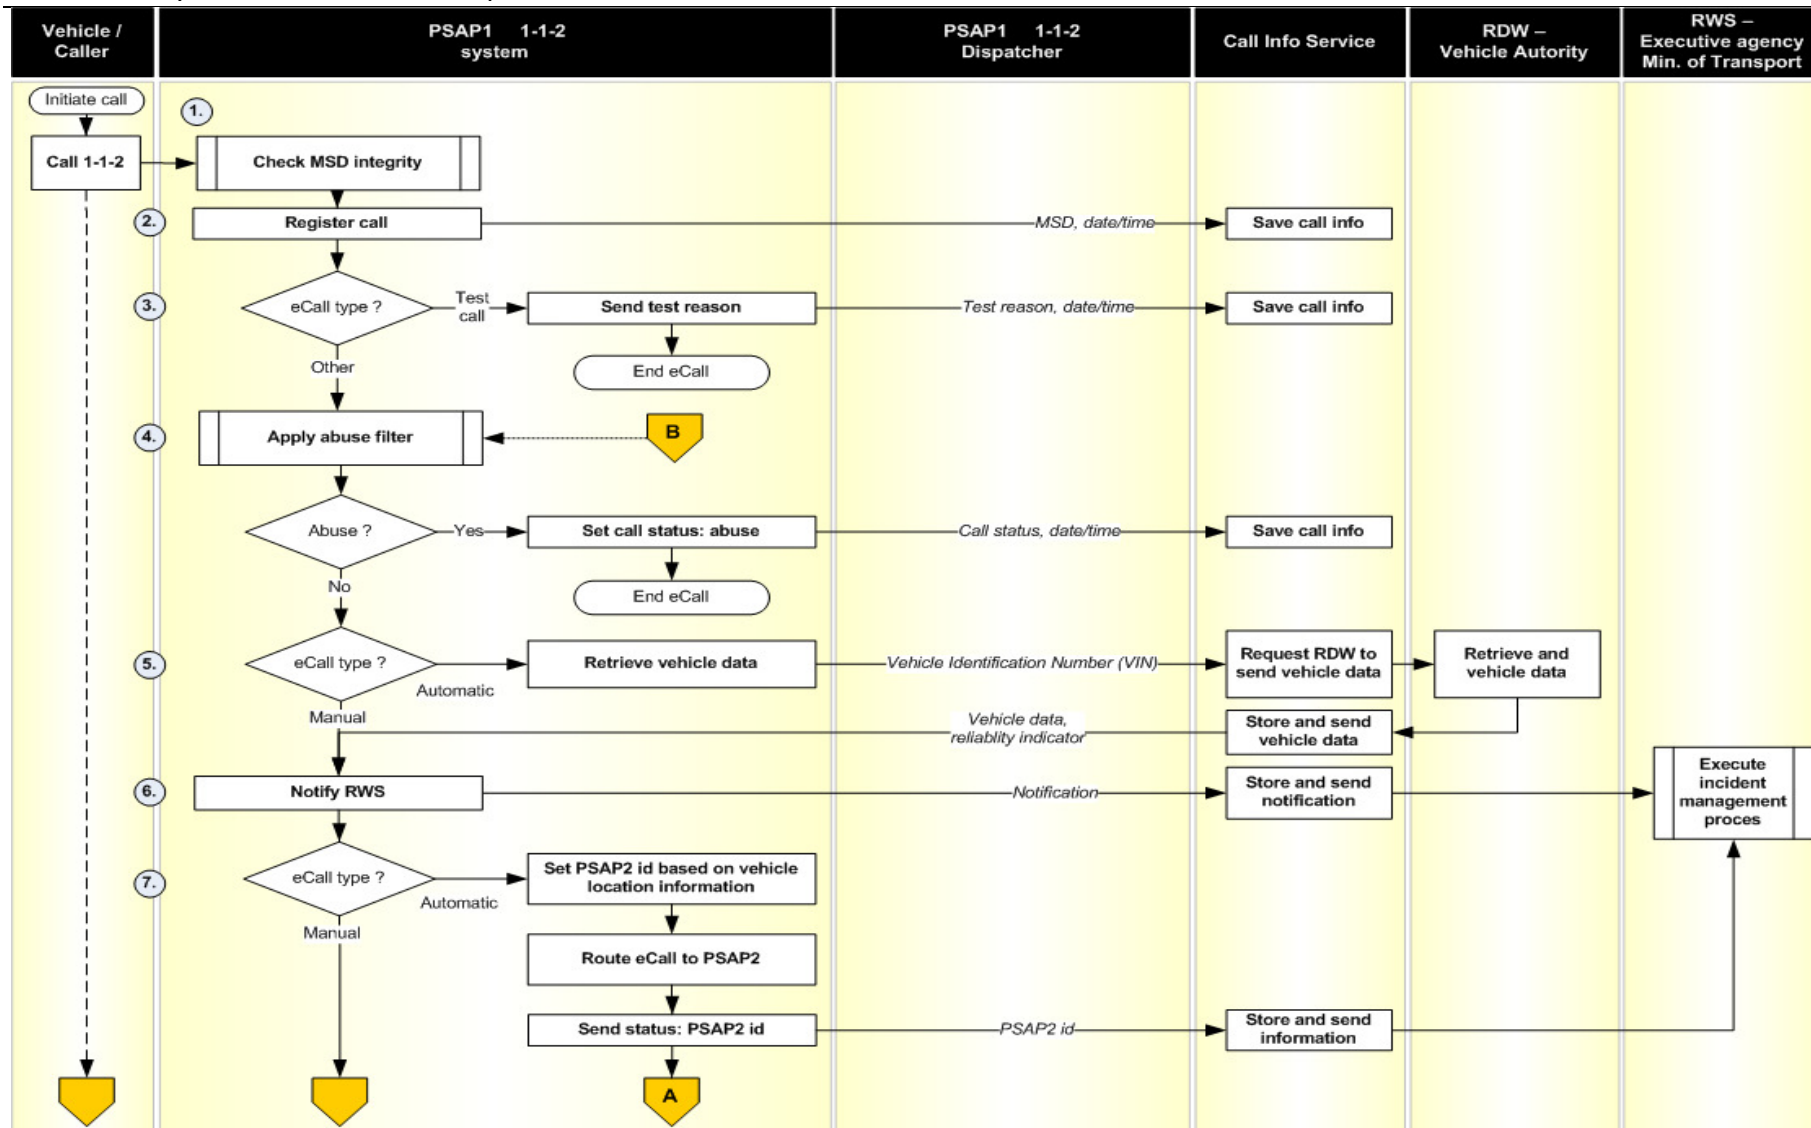 Vehicle /
Caller
PSAP1 1-1-2
system
PSAP1 1-1-2
Dispatcher
Call Info Service
RDW –
Vehicle Autority
RWS –
Executive agency
Min. of Transport
Initiate call
1.
Call 1-1-2
Check MSD integrity
2.
Register call
MSD, date/time
Save call info
3.
eCall type ?
Test
call
Send test reason
Test reason, date/time
Save call info
Other
End eCall
4.
Apply abuse filter
B
Abuse ?
Yes
Set call status: abuse
Call status, date/time
Save call info
No
End eCall
5.
eCall type ?
Automatic
Retrieve vehicle data
Vehicle Identification Number (VIN)
Request RDW to
send vehicle data
Retrieve and
vehicle data
Manual
Vehicle data,
reliablity indicator
Store and send
vehicle data
6.
Notify RWS
Notification
Store and send
notification
Execute
incident
management
proces
7.
eCall type ?
Automatic
Set PSAP2 id based on vehicle
location information
Manual
Route eCall to PSAP2
Send status: PSAP2 id
PSAP2 id
Store and send
information
A